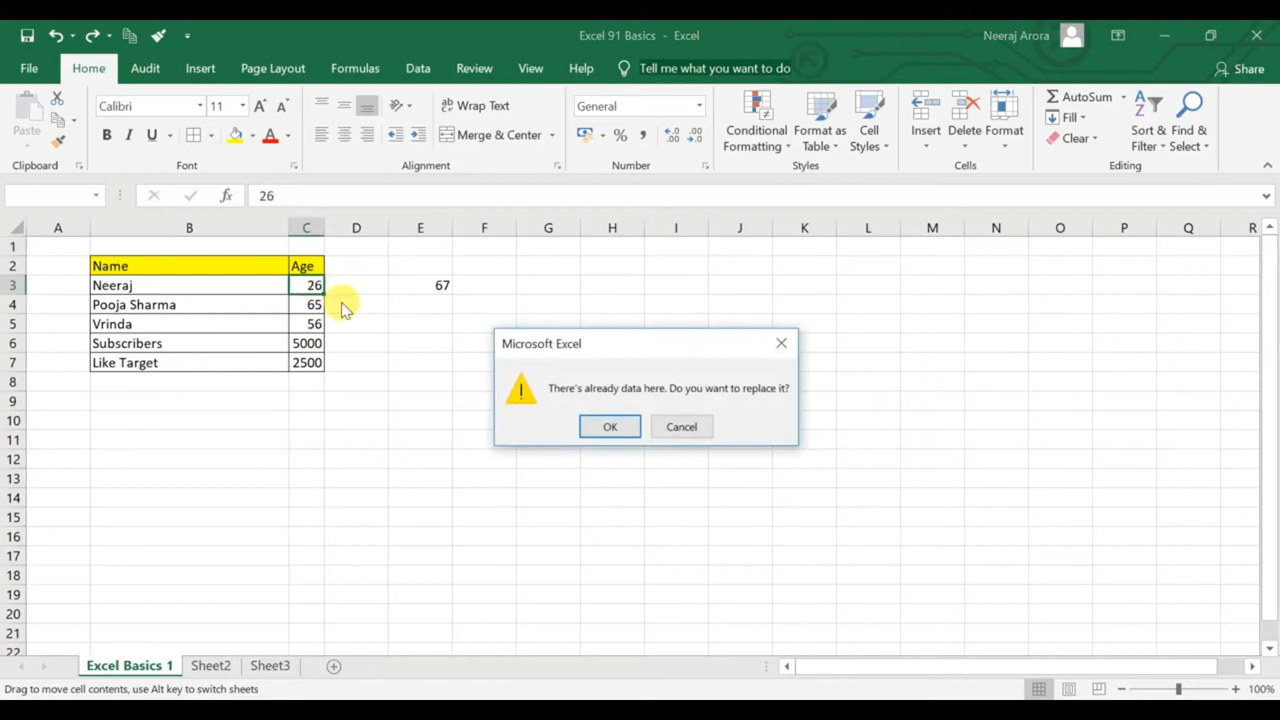 Excel 91 Basics - Excel
Neeraj Arora
File Home Audit Insert Page Layout Formulas Data Review View Help Tell me what you want to do Share
Paste
Calibri 11
B I U
Wrap Text
Merge & Center
General
Conditional Formatting
Format as Table
Cell Styles
Insert Delete Format
AutoSum
Fill
Clear
Sort & Filter
Find & Select
Clipboard Font Alignment Number Styles Cells Editing
fx 26
A B C D E F G H I J K L M N O P Q R
1
2 Name Age
3 Neeraj 26 67
4 Pooja Sharma 65
5 Vrinda 56
6 Subscribers 5000
7 Like Target 2500
8
9
10
11
12
13
14
15
16
17
18
19
20
21
22
Microsoft Excel
There's already data here. Do you want to replace it?
OK Cancel
Excel Basics 1 Sheet2 Sheet3
Drag to move cell contents, use Alt key to switch sheets
100%